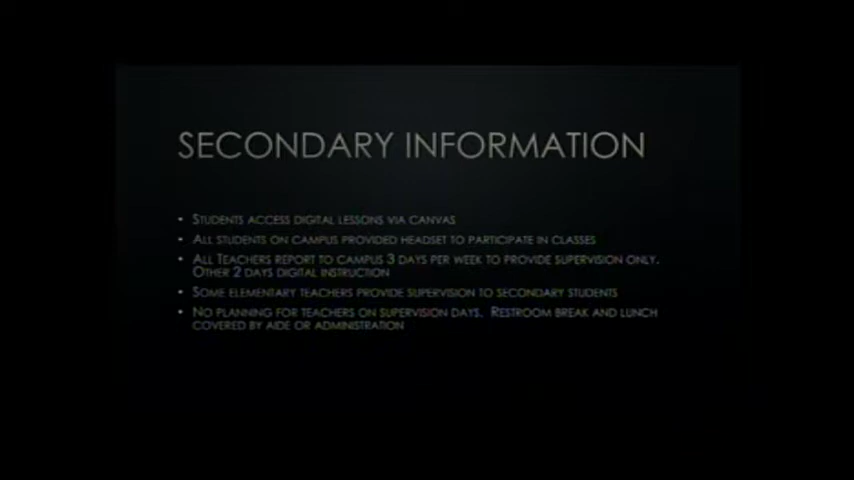 SECONDARY INFORMATION
• STUDENTS ACCESS DIGITAL LESSONS VIA CANVAS
• ALL STUDENTS ON CAMPUS PROVIDED HEADSET TO PARTICIPATE IN CLASSES
• ALL TEACHERS REPORT TO CAMPUS 3 DAYS PER WEEK TO PROVIDE SUPERVISION ONLY.
OTHER 2 DAYS DIGITAL INSTRUCTION
• SOME ELEMENTARY TEACHERS PROVIDE SUPERVISION TO SECONDARY STUDENTS
• NO PLANNING FOR TEACHERS ON SUPERVISION DAYS. RESTROOM BREAK AND LUNCH
COVERED BY AIDE OR ADMINISTRATION